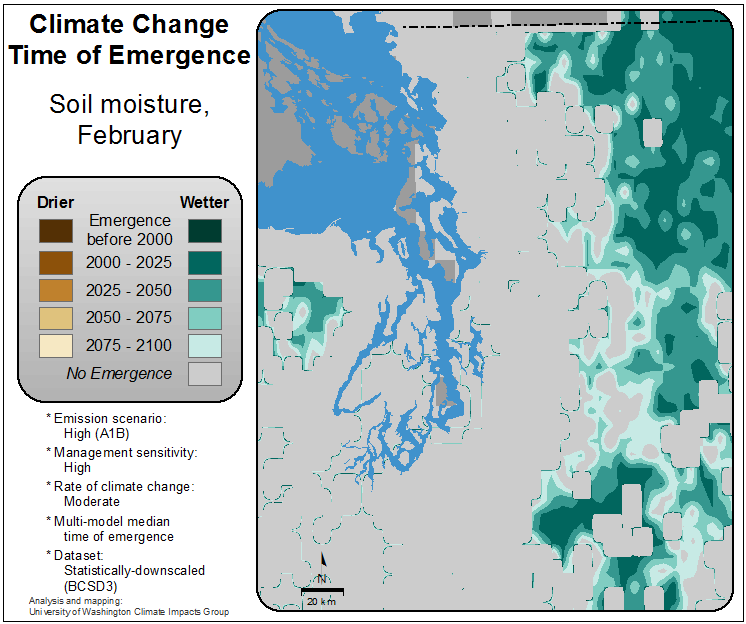 Climate Change
Time of Emergence
Soil moisture,
February
Drier Wetter
Emergence
before 2000
2000 - 2025
2025 - 2050
2050 - 2075
2075 - 2100
No Emergence
* Emission scenario:
High (A1B)
* Management sensitivity:
High
* Rate of climate change:
Moderate
* Multi-model median
time of emergence
* Dataset:
Statistically-downscaled
(BCSD3)
Analysis and mapping:
University of Washington Climate Impacts Group
N
20 km